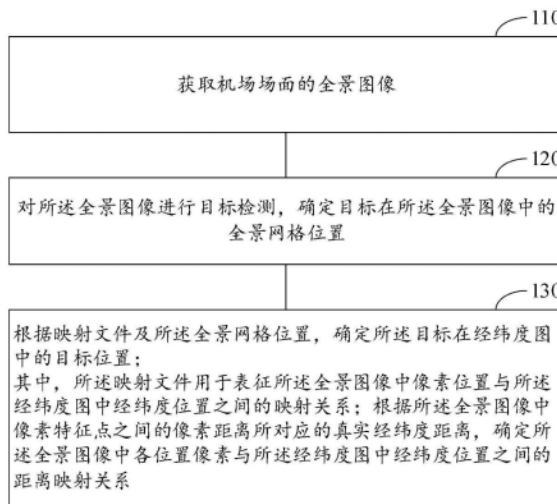 110
获取机场场面的全景图像
120
对所述全景图像进行目标检测，确定目标在所述全景图像中的
全景网格位置
130
根据映射文件及所述全景网格位置，确定所述目标在经纬度图
中的目标位置；
其中，所述映射文件用于表征所述全景图像中像素位置与所述
经纬度图中经纬度位置之间的映射关系；根据所述全景图像中
像素特征点之间的像素距离所对应的真实经纬度距离，确定所
述全景图像中各位置像素与所述经纬度图中经纬度位置之间的
距离映射关系